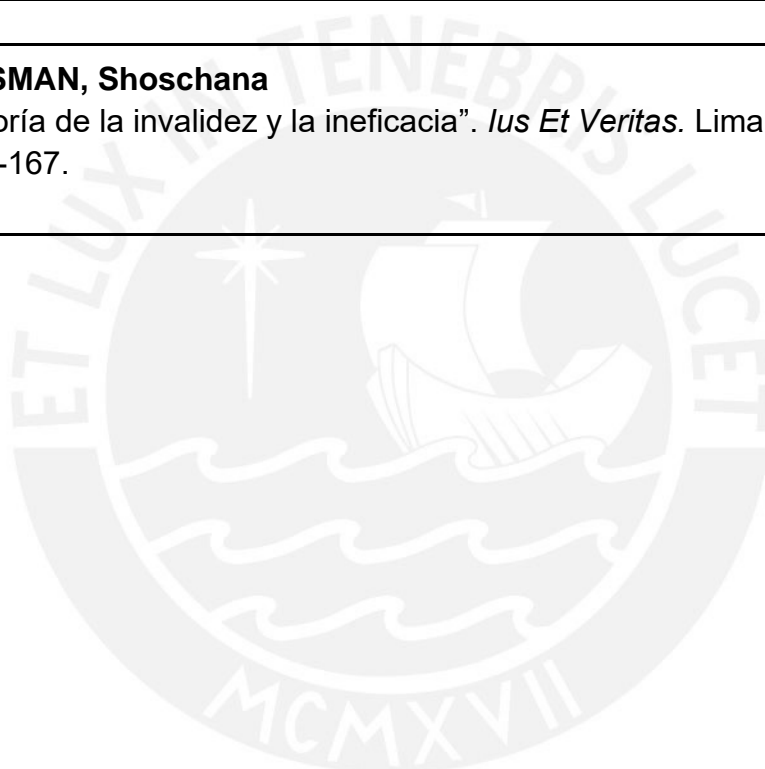 SMAN, Shoschana
oría de la invalidez y la ineficacia”. Ius Et Veritas. Lima
-167.
ET LUX IN TENEBRIS LUCET
MCMXVII